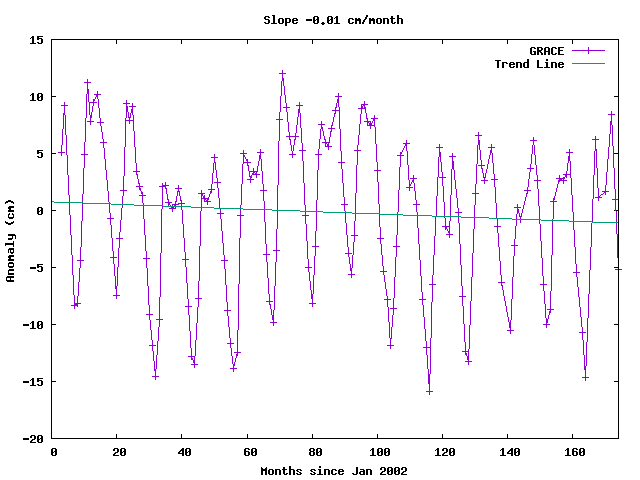 Slope -0.01 cm/month
GRACE
Trend Line
15
10
5
0
-5
-10
-15
-20
Anomaly (cm)
0 20 40 60 80 100 120 140 160
Months since Jan 2002